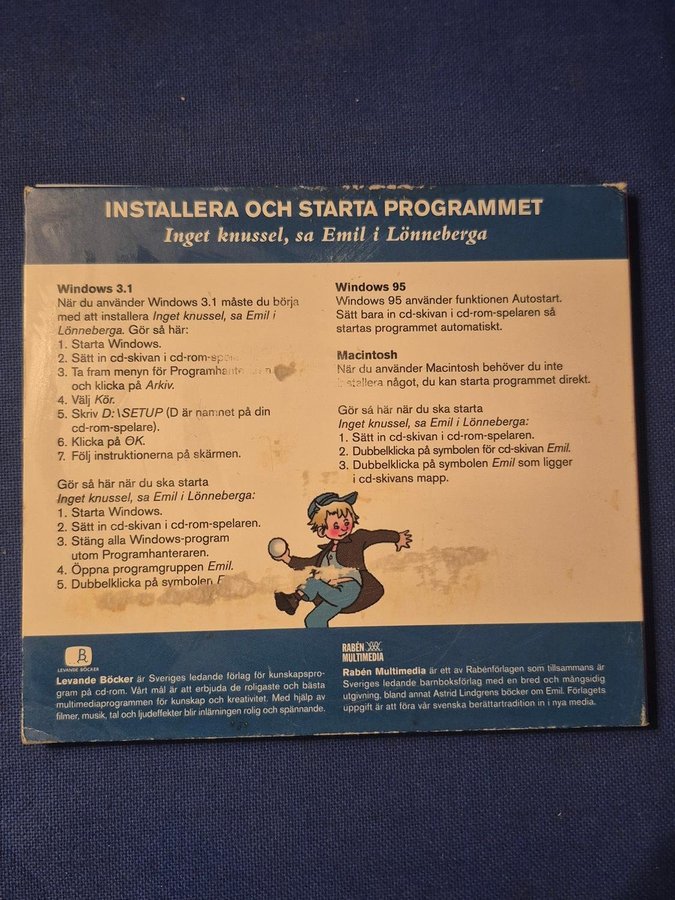 INSTALLERA OCH STARTA PROGRAMMET
Inget knussel, sa Emil i Lönneberga
Windows 3.1
När du använder Windows 3.1 måste du börja
med att installera Inget knussel, sa Emil i
Lönneberga. Gör så här:
1. Starta Windows.
2. Sätt in cd-skivan i cd-rom-spe
3. Ta fram menyn för Programhanteraren
och klicka på Arkiv.
4. Välj Kör.
5. Skriv D:\SETUP (D är namnet på din
cd-rom-spelare).
6. Klicka på OK.
7. Följ instruktionerna på skärmen.
Gör så här när du ska starta
Inget knussel, sa Emil i Lönneberga:
1. Starta Windows.
2. Sätt in cd-skivan i cd-rom-spelaren.
3. Stäng alla Windows-program
utom Programhanteraren.
4. Öppna programgruppen Emil.
5. Dubbelklicka på symbolen E
Windows 95
Windows 95 använder funktionen Autostart.
Sätt bara in cd-skivan i cd-rom-spelaren så
startas programmet automatiskt.
Macintosh
När du använder Macintosh behöver du inte
installera något, du kan starta programmet direkt.
Gör så här när du ska starta
Inget knussel, sa Emil i Lönneberga:
1. Sätt in cd-skivan i cd-rom-spelaren.
2. Dubbelklicka på symbolen för cd-skivan Emil.
3. Dubbelklicka på symbolen Emil som ligger
i cd-skivans mapp.
LEVANDE BÖCKER
Levande Böcker är Sveriges ledande förlag för kunskapspro-
gram på cd-rom. Vårt mål är att erbjuda de roligaste och bästa
multimediaprogrammen för kunskap och kreativitet. Med hjälp av
filmer, musik, tal och ljudeffekter blir inlärningen rolig och spännande.
RABÉN
MULTIMEDIA
Rabén Multimedia är ett av Rabénförlagen som tillsammans är
Sveriges ledande barnboksförlag med en bred och mångsidig
utgivning, bland annat Astrid Lindgrens böcker om Emil. Förlagets
uppgift är att föra vår svenska berättartradition in i nya media.